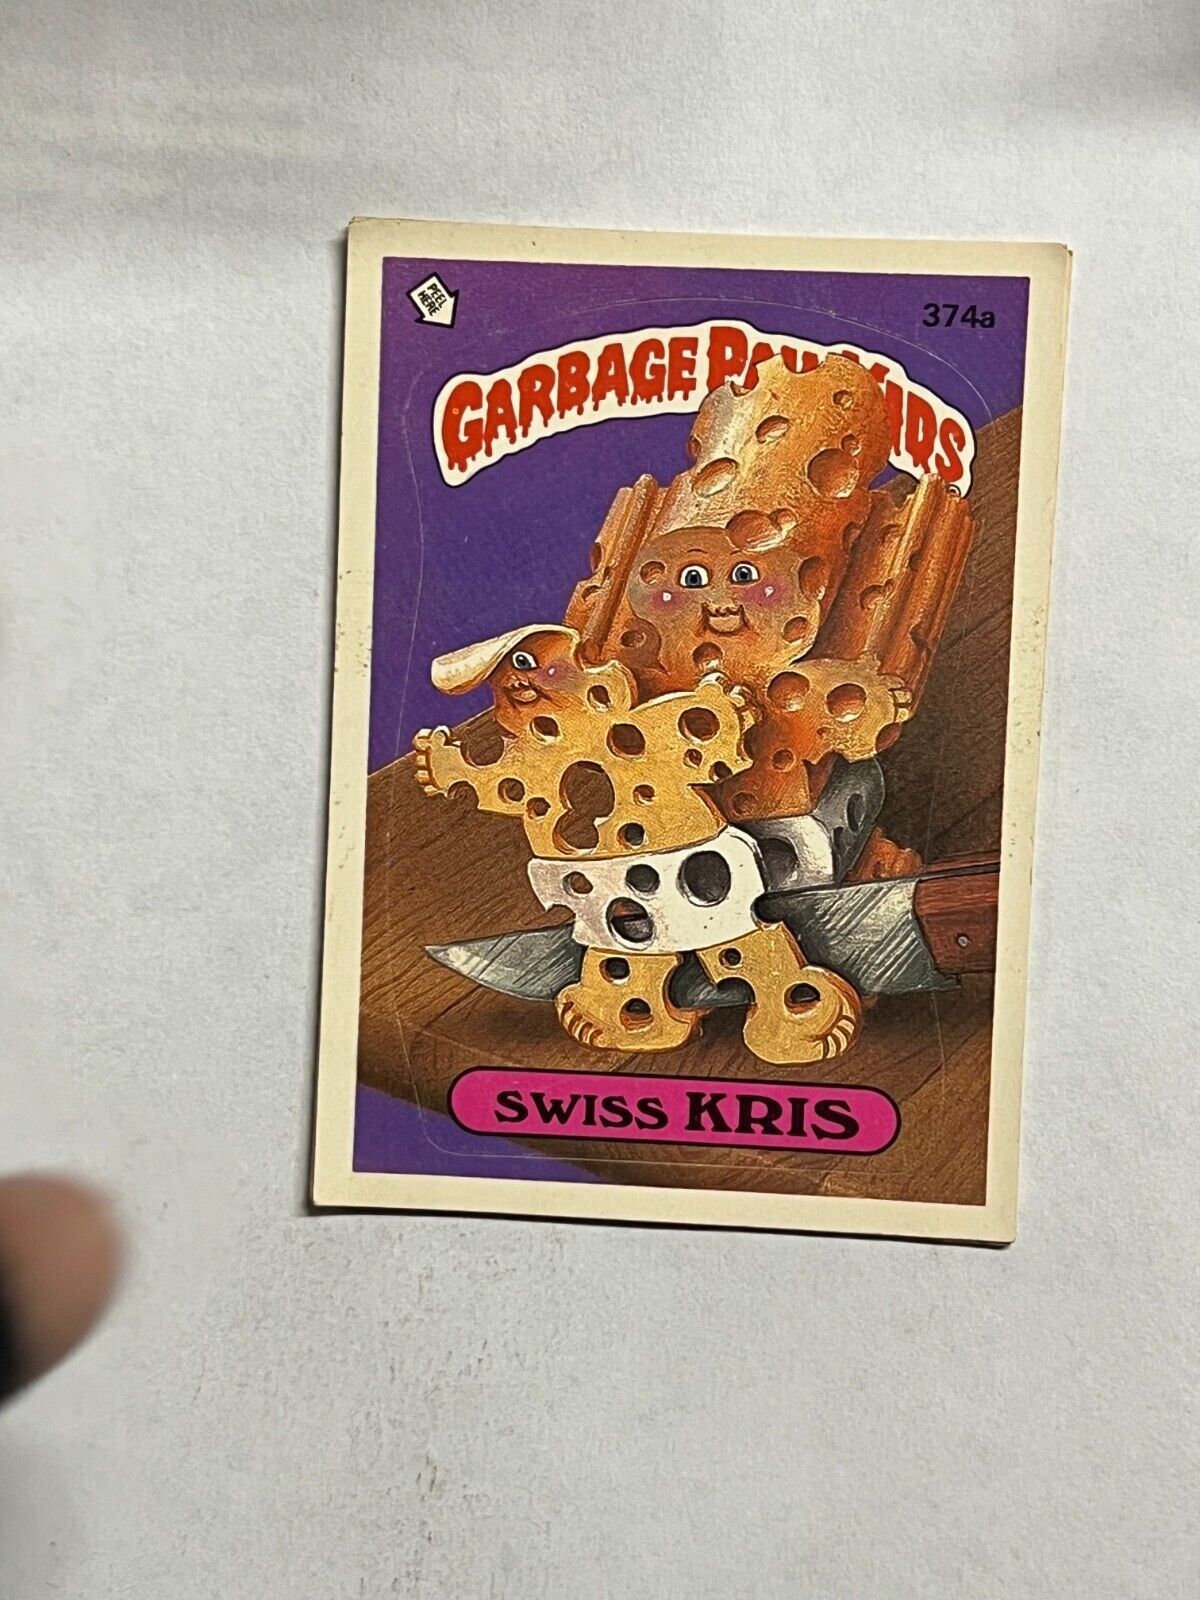 PEEL HERE
374a
GARBAGE PAIL KIDS
SWISS KRIS